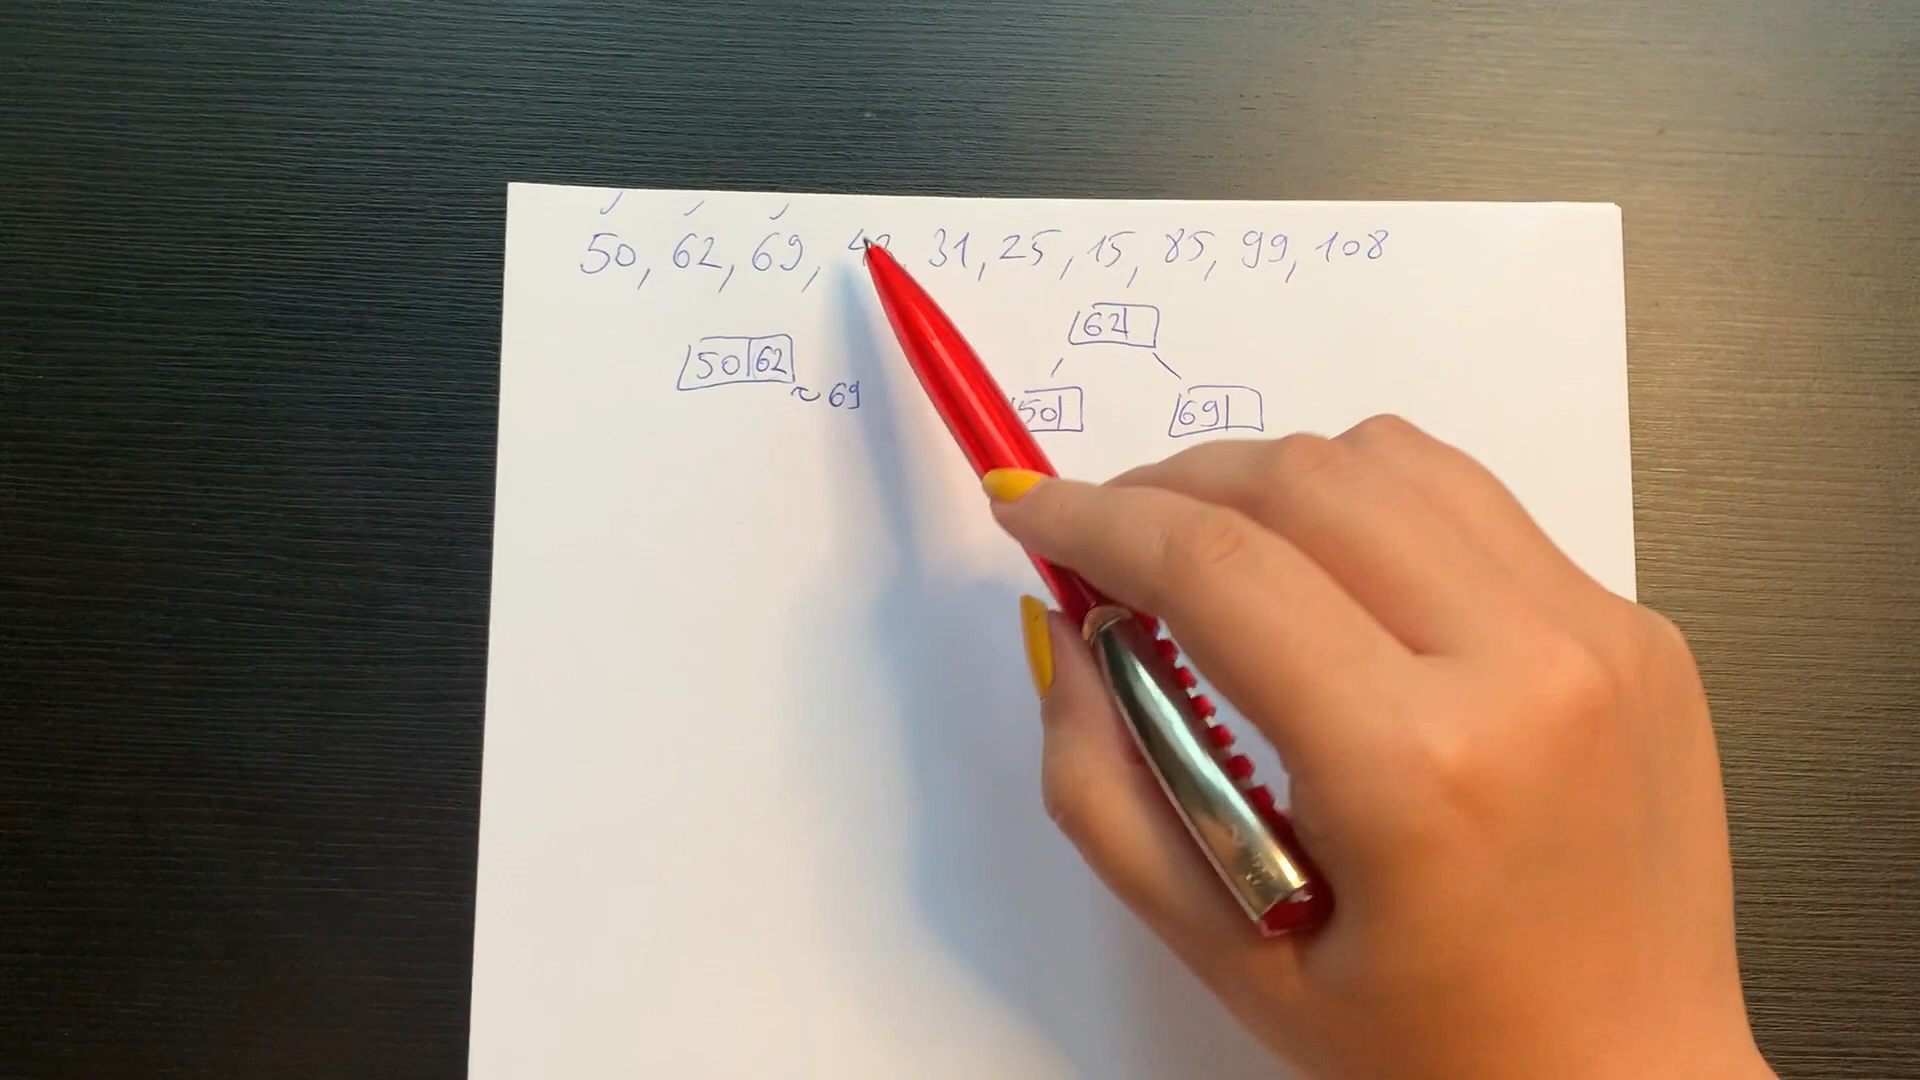 50, 62, 69, 31, 25, 15, 85, 99, 108
62
50 62
~ 69
50 69